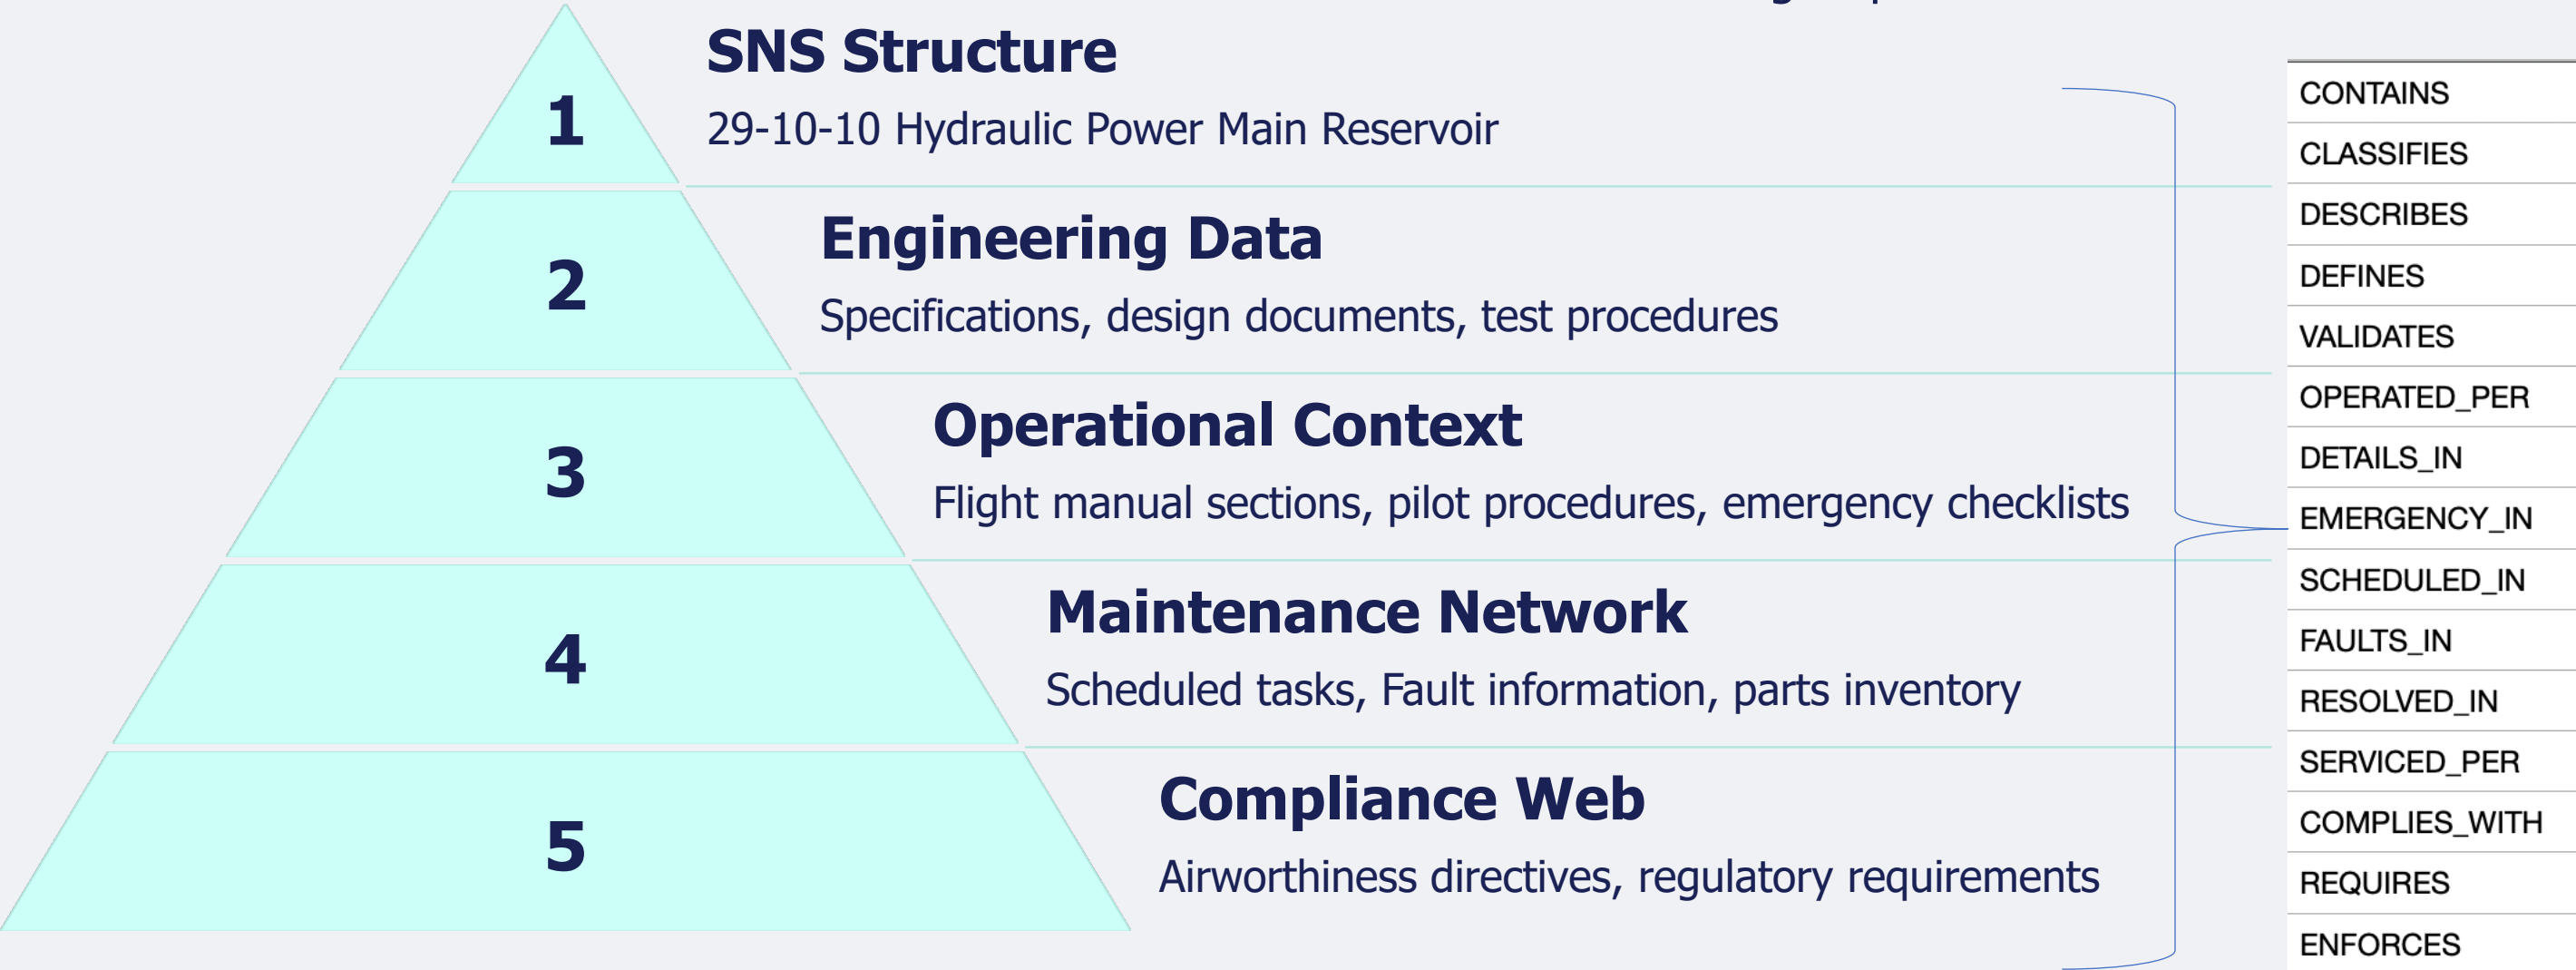 1
SNS Structure
29-10-10 Hydraulic Power Main Reservoir
2
Engineering Data
Specifications, design documents, test procedures
3
Operational Context
Flight manual sections, pilot procedures, emergency checklists
4
Maintenance Network
Scheduled tasks, Fault information, parts inventory
5
Compliance Web
Airworthiness directives, regulatory requirements
CONTAINS
CLASSIFIES
DESCRIBES
DEFINES
VALIDATES
OPERATED_PER
DETAILS_IN
EMERGENCY_IN
SCHEDULED_IN
FAULTS_IN
RESOLVED_IN
SERVICED_PER
COMPLIES_WITH
REQUIRES
ENFORCES